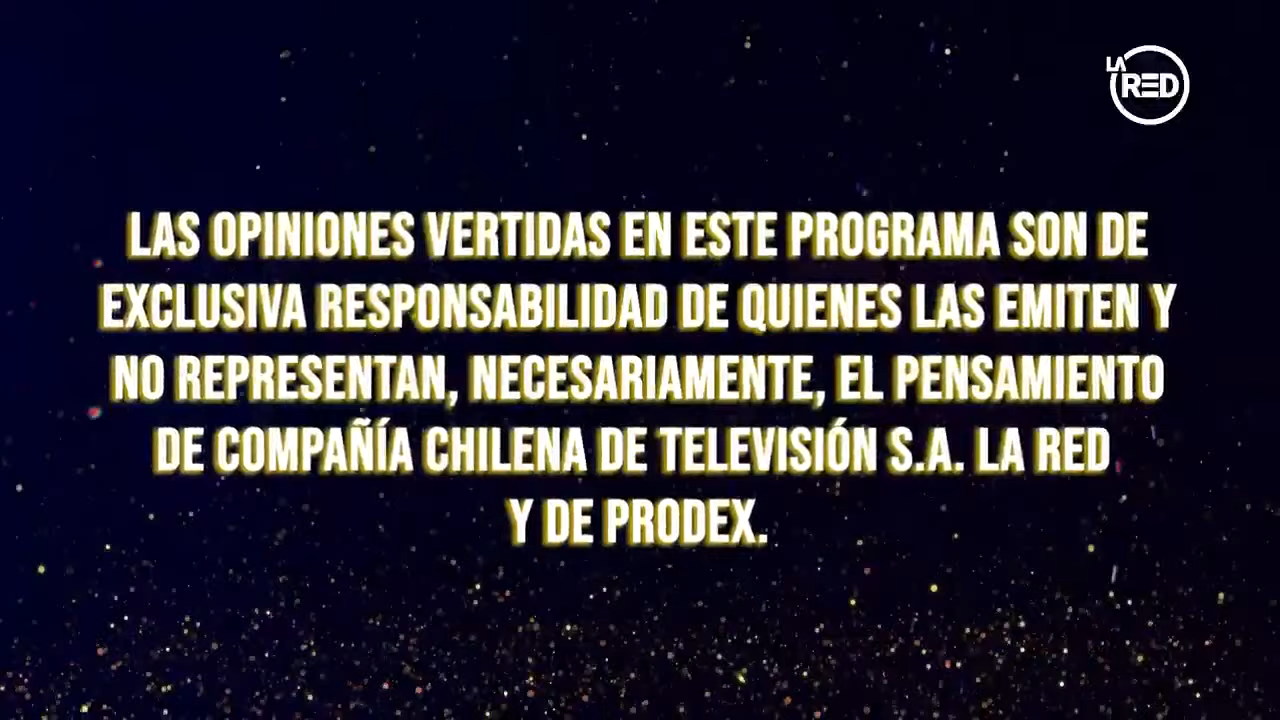 LA
RED
LAS OPINIONES VERTIDAS EN ESTE PROGRAMA SON DE
EXCLUSIVA RESPONSABILIDAD DE QUIENES LAS EMITEN Y
NO REPRESENTAN, NECESARIAMENTE, EL PENSAMIENTO
DE COMPAÑÍA CHILENA DE TELEVISIÓN S.A. LA RED
Y DE PRODEX.